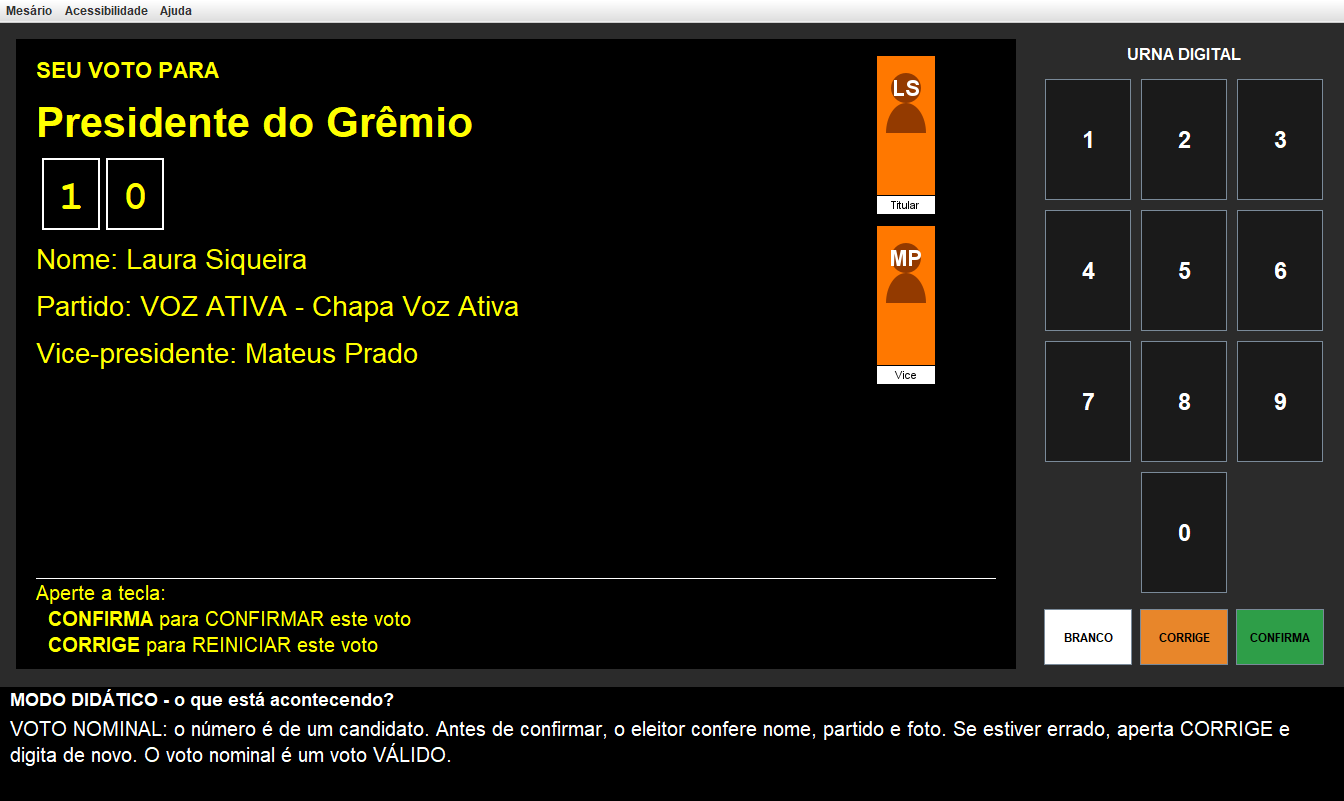 Mesário Acessibilidade Ajuda
SEU VOTO PARA
Presidente do Grêmio
1 0
Nome: Laura Siqueira
Partido: VOZ ATIVA - Chapa Voz Ativa
Vice-presidente: Mateus Prado
LS
Titular
MP
Vice
Aperte a tecla:
CONFIRMA para CONFIRMAR este voto
CORRIGE para REINICIAR este voto
URNA DIGITAL
1 2 3
4 5 6
7 8 9
0
BRANCO CORRIGE CONFIRMA
MODO DIDÁTICO - o que está acontecendo?
VOTO NOMINAL: o número é de um candidato. Antes de confirmar, o eleitor confere nome, partido e foto. Se estiver errado, aperta CORRIGE e
digita de novo. O voto nominal é um voto VÁLIDO.